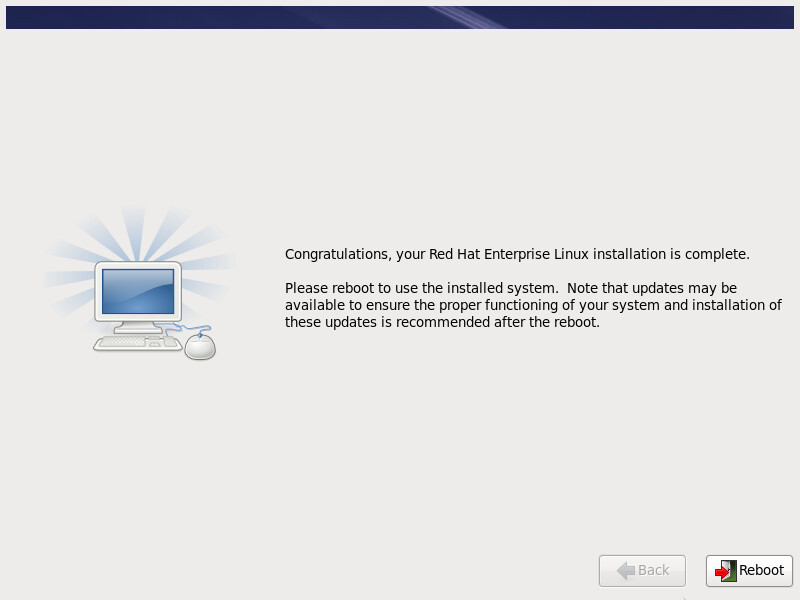 Congratulations, your Red Hat Enterprise Linux installation is complete.
Please reboot to use the installed system.  Note that updates may be
available to ensure the proper functioning of your system and installation of
these updates is recommended after the reboot.
Back
Reboot